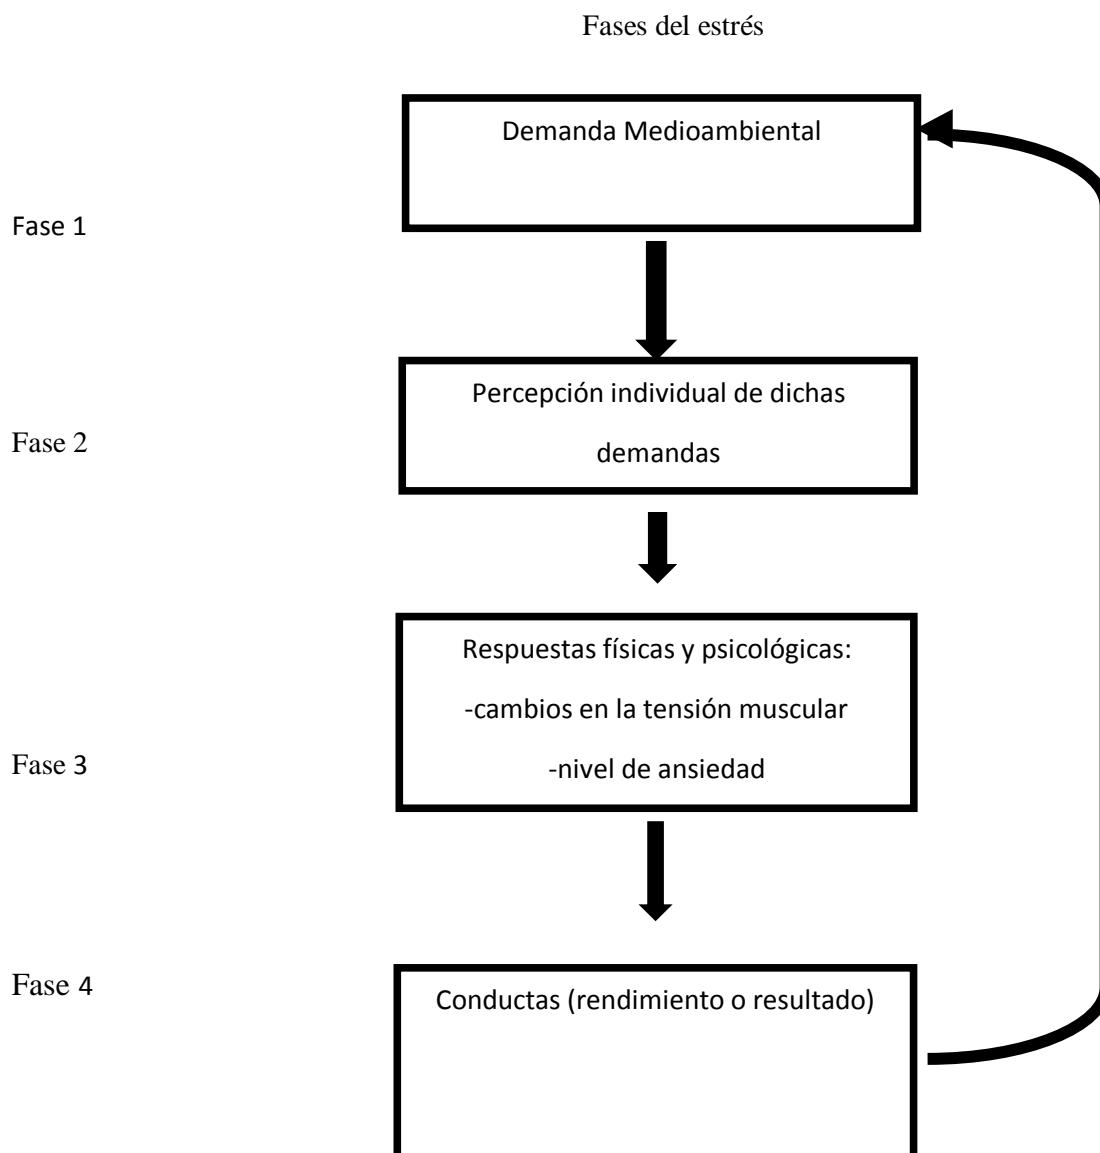 Fases del estrés
Demanda Medioambiental
Fase 1
Percepción individual de dichas
Fase 2
demandas
Respuestas físicas y psicológicas:
-cambios en la tensión muscular
Fase 3
-nivel de ansiedad
Fase 4
Conductas (rendimiento o resultado)